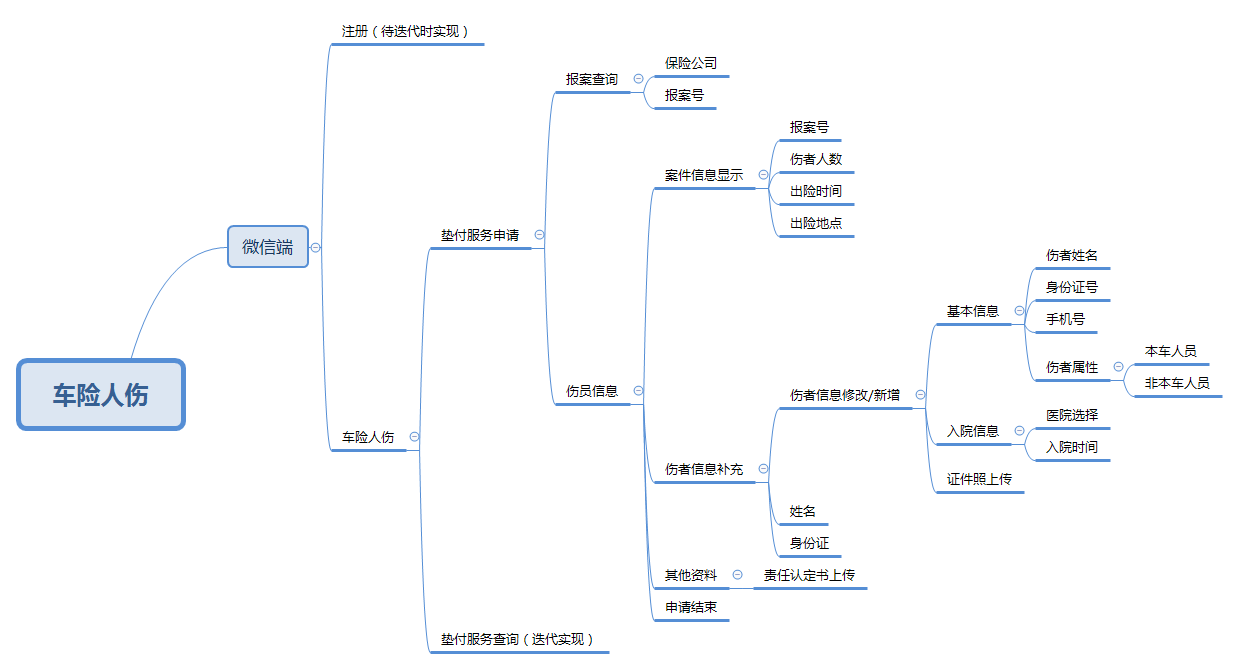 车险人伤
微信端
注册（待迭代时实现）
车险人伤
垫付服务申请
报案查询
保险公司
报案号
伤员信息
案件信息显示
报案号
伤者人数
出险时间
出险地点
伤者信息补充
伤者信息修改/新增
基本信息
伤者姓名
身份证号
手机号
伤者属性
本车人员
非本车人员
入院信息
医院选择
入院时间
证件照上传
姓名
身份证
其他资料
责任认定书上传
申请结束
垫付服务查询（迭代实现）